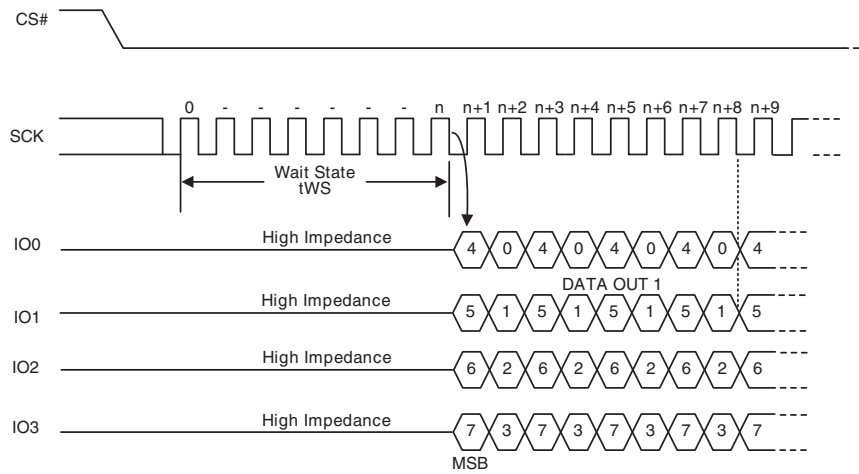 CS#
0 - - - - - - n n+1 n+2 n+3 n+4 n+5 n+6 n+7 n+8 n+9
SCK
Wait State
tWS
IO0 High Impedance 4 0 4 0 4 0 4 0 4
DATA OUT 1
IO1 High Impedance 5 1 5 1 5 1 5 1 5
IO2 High Impedance 6 2 6 2 6 2 6 2 6
IO3 High Impedance 7 3 7 3 7 3 7 3 7
MSB